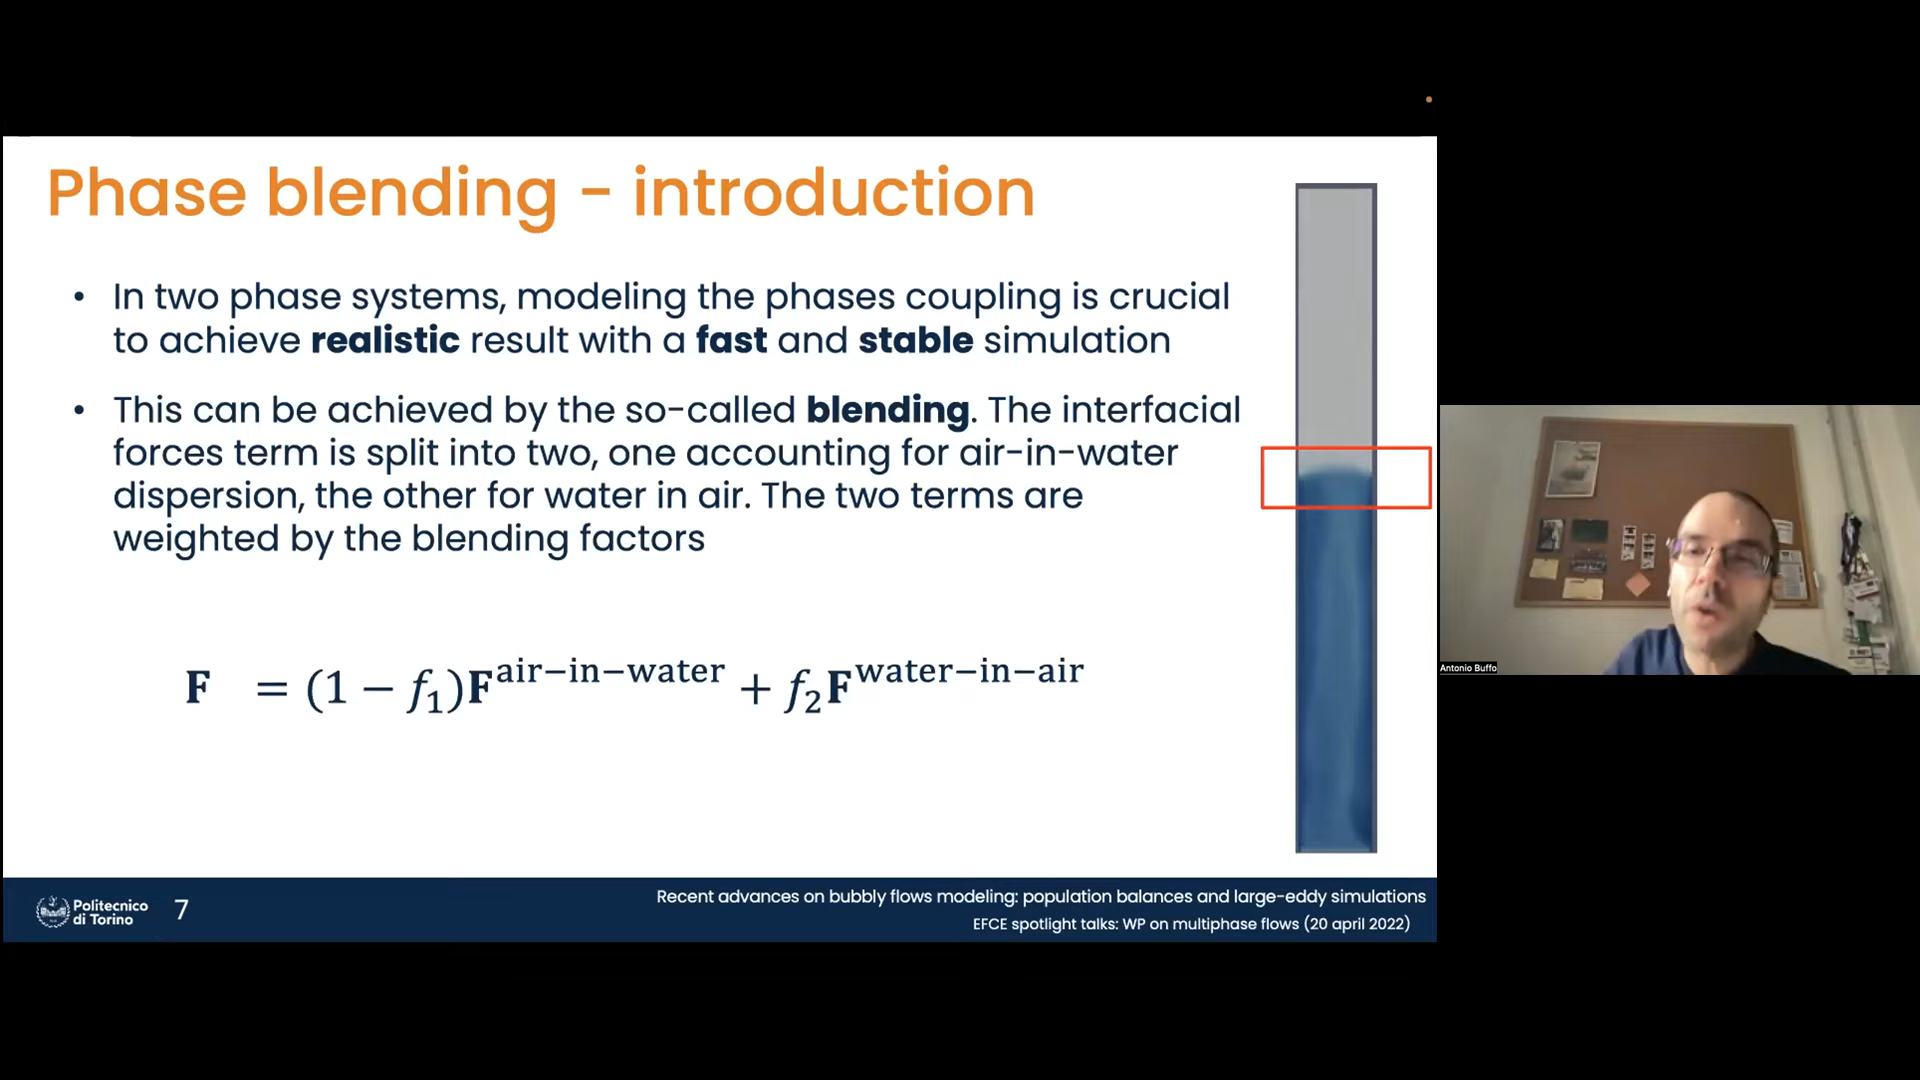 Phase blending - introduction
• In two phase systems, modeling the phases coupling is crucial
to achieve realistic result with a fast and stable simulation
• This can be achieved by the so-called blending. The interfacial
forces term is split into two, one accounting for air-in-water
dispersion, the other for water in air. The two terms are
weighted by the blending factors
F = (1 − f₁)F^air−in−water + f₂F^water−in−air
Politecnico
di Torino
7
Recent advances on bubbly flows modeling: population balances and large-eddy simulations
EFCE spotlight talks: WP on multiphase flows (20 april 2022)
Antonio Buffo